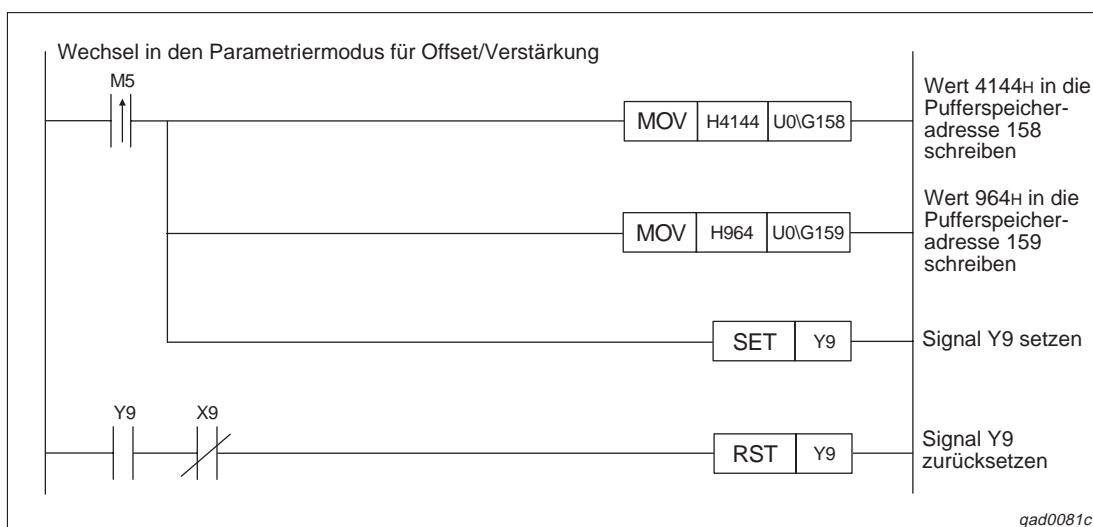 Wechsel in den Parametriermodus für Offset/Verstärkung
M5
MOV H4144 U0\G158
Wert 4144H in die
Pufferspeicher-
adresse 158
schreiben
MOV H964 U0\G159
Wert 964H in die
Pufferspeicher-
adresse 159
schreiben
SET Y9
Signal Y9 setzen
Y9 X9
RST Y9
Signal Y9
zurücksetzen
qad0081c